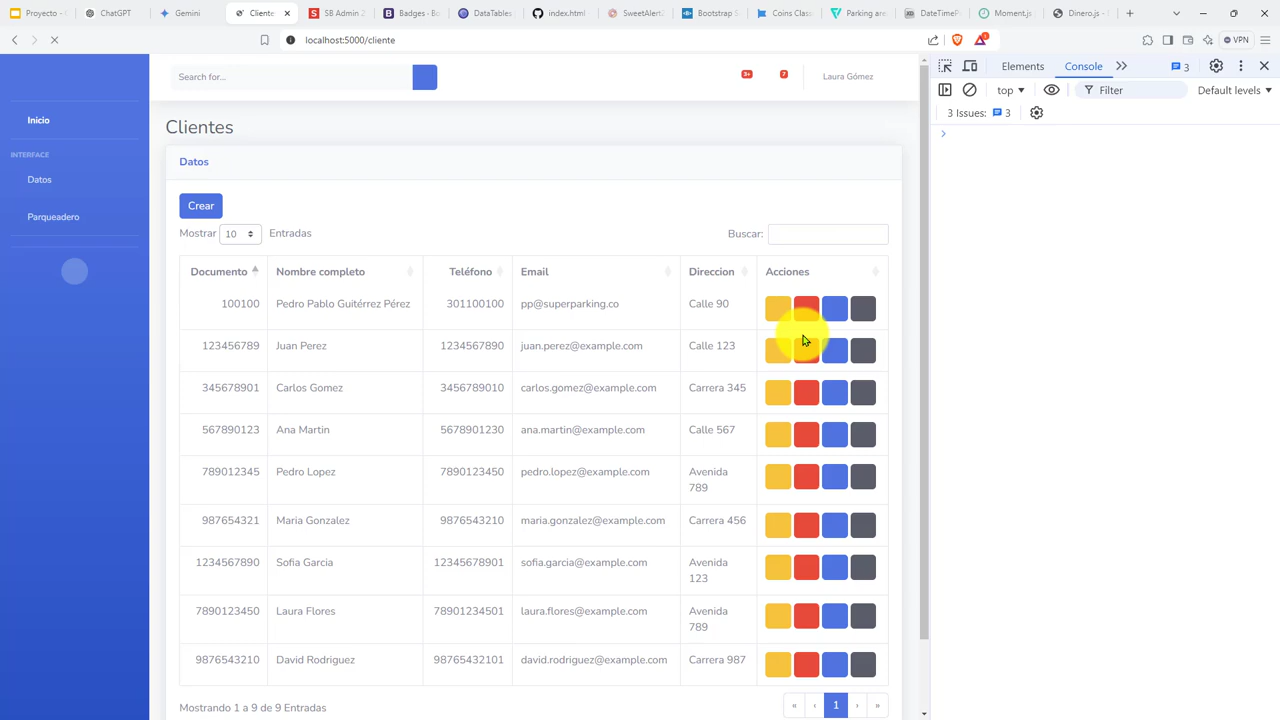 Proyecto - G
ChatGPT
Gemini
Cliente
SB Admin 2
Badges - Bo
DataTables
index.html
SweetAlert2
Bootstrap S
Coins Class
Parking are
DateTimeP
Moment.js
Dinero.js -
localhost:5000/cliente
VPN
Inicio
INTERFACE
Datos
Parqueadero
Search for...
3+
7
Laura Gómez
Clientes
Datos
Crear
Mostrar 10 Entradas
Buscar:
Documento Nombre completo Teléfono Email Direccion Acciones
100100 Pedro Pablo Guitérrez Pérez 301100100 pp@superparking.co Calle 90
123456789 Juan Perez 1234567890 juan.perez@example.com Calle 123
345678901 Carlos Gomez 3456789010 carlos.gomez@example.com Carrera 345
567890123 Ana Martin 5678901230 ana.martin@example.com Calle 567
789012345 Pedro Lopez 7890123450 pedro.lopez@example.com Avenida
789
987654321 Maria Gonzalez 9876543210 maria.gonzalez@example.com Carrera 456
1234567890 Sofia Garcia 12345678901 sofia.garcia@example.com Avenida
123
7890123450 Laura Flores 78901234501 laura.flores@example.com Avenida
789
9876543210 David Rodriguez 98765432101 david.rodriguez@example.com Carrera 987
Mostrando 1 a 9 de 9 Entradas
« ‹ 1 › »
Elements
Console
3
top
Filter
Default levels
3 Issues: 3